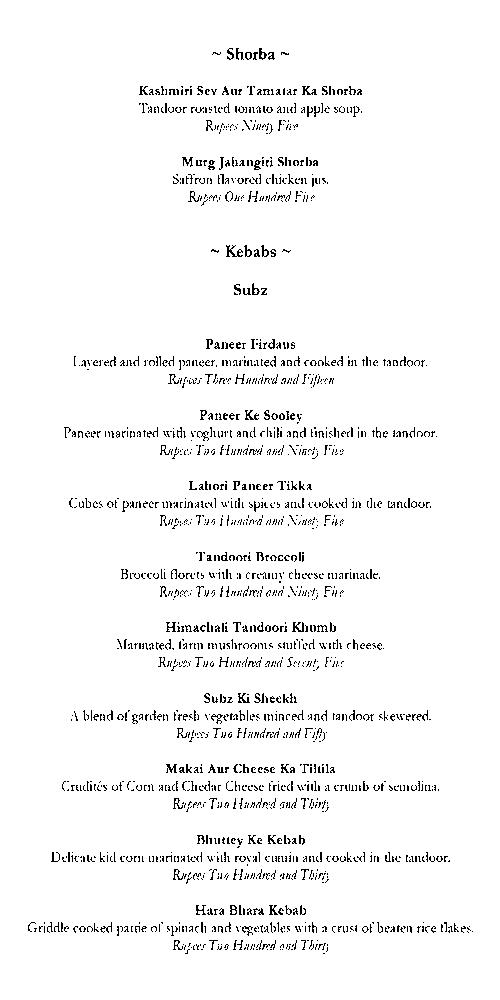 ~ Shorba ~
Kashmiri Sev Aur Tamatar Ka Shorba
Tandoor roasted tomato and apple soup.
Rupees Ninety Five
Murg Jahangiri Shorba
Saffron flavored chicken jus.
Rupees One Hundred Five
~ Kebabs ~
Subz
Paneer Firdaus
Layered and rolled paneer, marinated and cooked in the tandoor.
Rupees Three Hundred and Fifteen
Paneer Ke Sooley
Paneer marinated with yoghurt and chili and finished in the tandoor.
Rupees Two Hundred and Ninety Five
Lahori Paneer Tikka
Cubes of paneer marinated with spices and cooked in the tandoor.
Rupees Two Hundred and Ninety Five
Tandoori Broccoli
Broccoli florets with a creamy cheese marinade.
Rupees Two Hundred and Ninety Five
Himachali Tandoori Khumb
Marinated, farm mushrooms stuffed with cheese.
Rupees Two Hundred and Seventy Five
Subz Ki Sheekh
A blend of garden fresh vegetables minced and tandoor skewered.
Rupees Two Hundred and Fifty
Makai Aur Cheese Ka Tiltila
Crudités of Corn and Chedar Cheese fried with a crumb of semolina.
Rupees Two Hundred and Thirty
Bhuttey Ke Kebab
Delicate kid corn marinated with royal cumin and cooked in the tandoor.
Rupees Two Hundred and Thirty
Hara Bhara Kebab
Griddle cooked pattie of spinach and vegetables with a crust of beaten rice flakes.
Rupees Two Hundred and Thirty